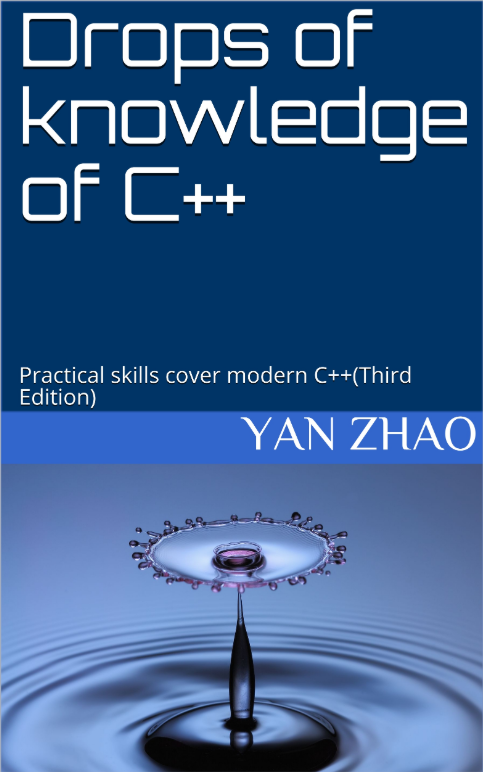 Drops of
knowledge
of C++
Practical skills cover modern C++(Third
Edition)
YAN ZHAO